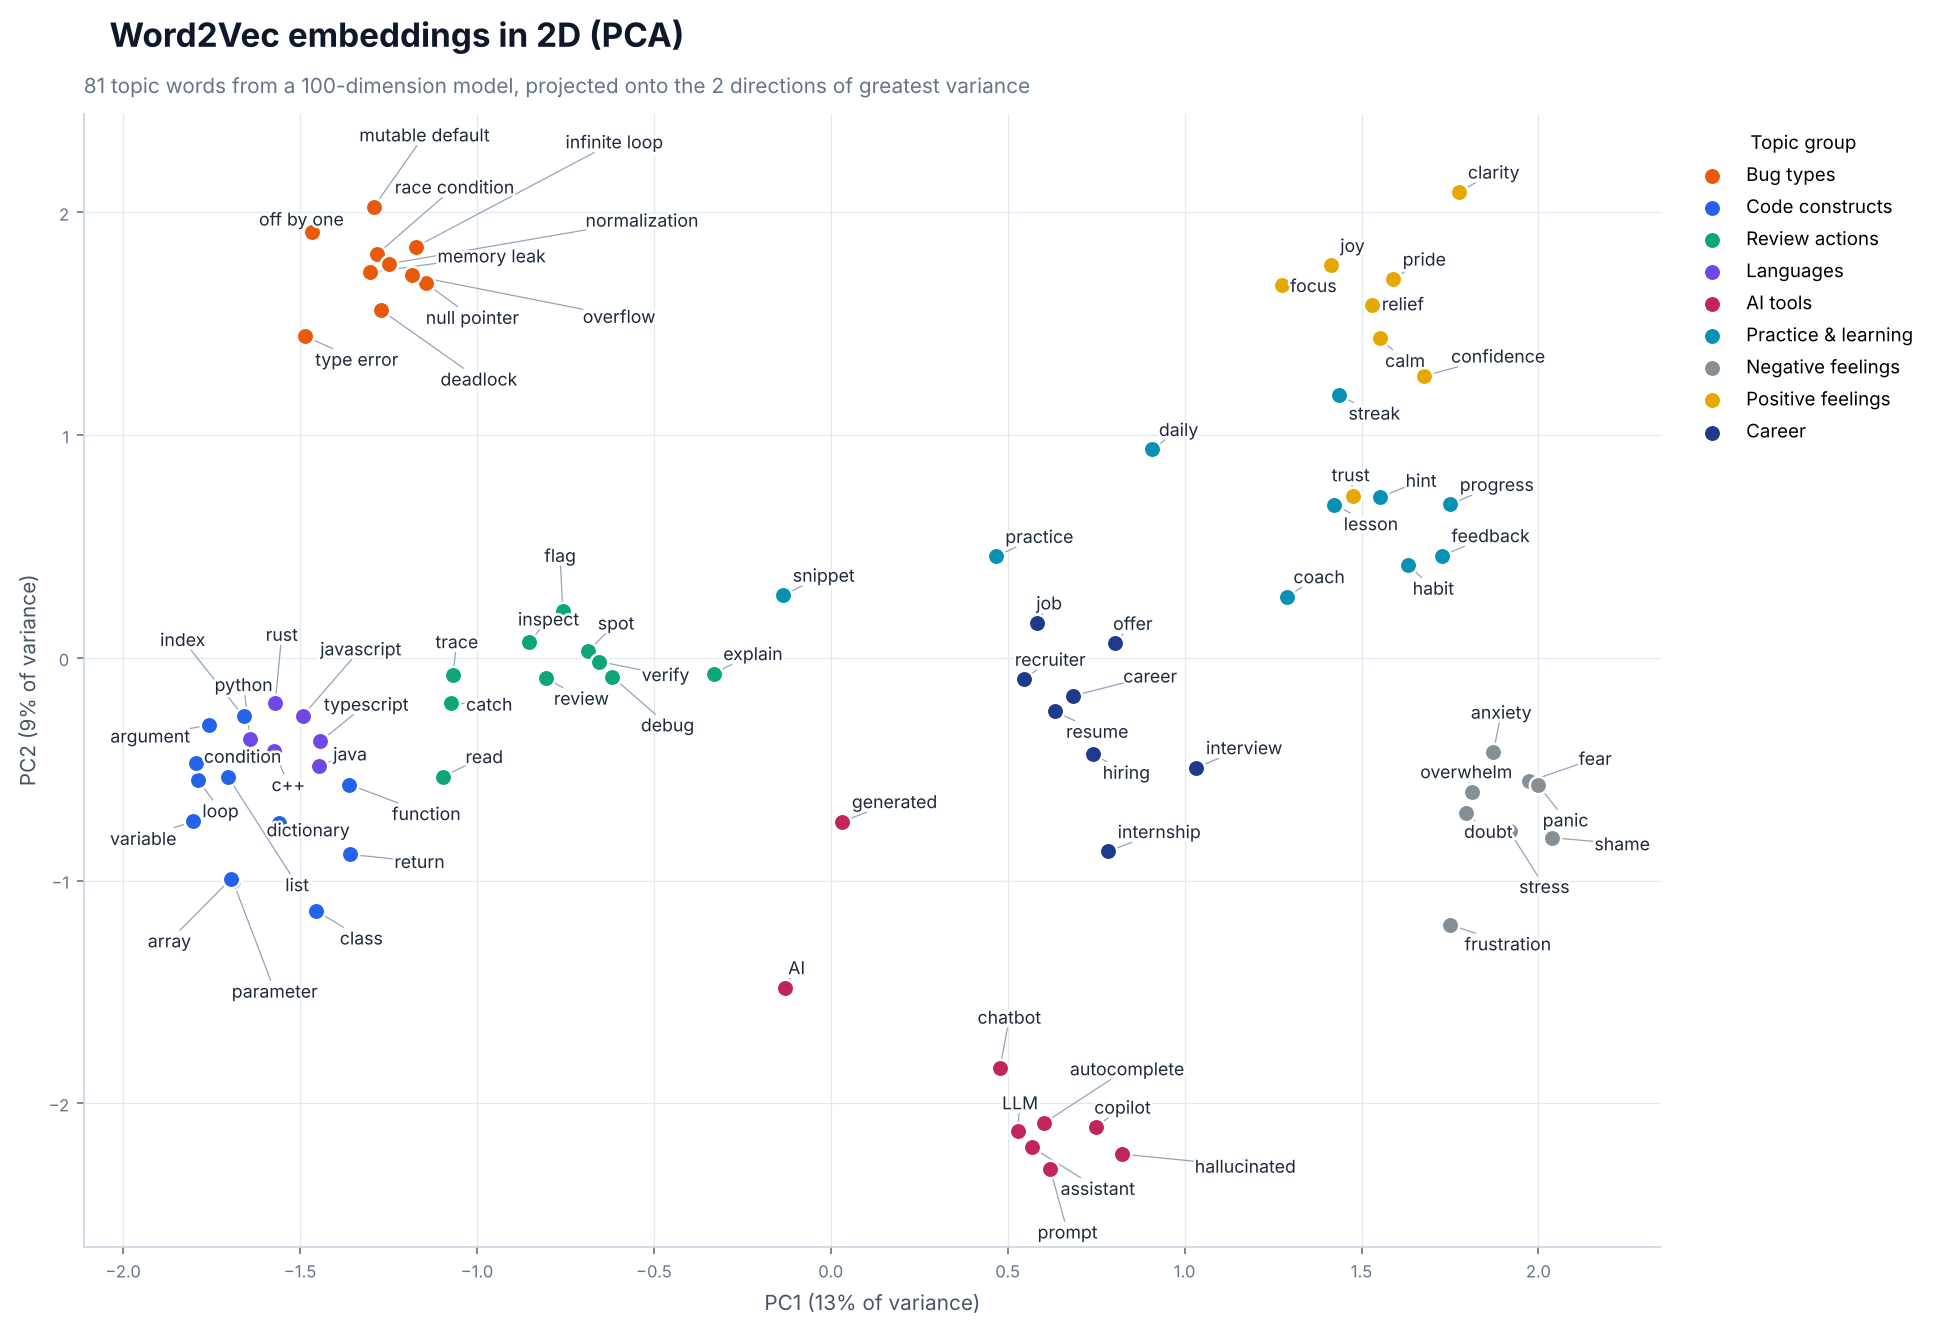 Word2Vec embeddings in 2D (PCA)
81 topic words from a 100-dimension model, projected onto the 2 directions of greatest variance
mutable default
infinite loop
race condition
off by one
normalization
memory leak
null pointer
overflow
type error
deadlock
clarity
joy
pride
focus
relief
calm
confidence
streak
daily
trust
hint
progress
lesson
feedback
practice
habit
coach
snippet
flag
inspect
spot
trace
explain
verify
review
catch
debug
read
job
offer
recruiter
career
resume
hiring
interview
internship
generated
index
rust
javascript
python
typescript
argument
condition
java
c++
loop
function
variable
dictionary
return
list
array
class
parameter
anxiety
overwhelm
fear
doubt
panic
shame
stress
frustration
AI
chatbot
autocomplete
LLM
copilot
hallucinated
assistant
prompt
Topic group
Bug types
Code constructs
Review actions
Languages
AI tools
Practice & learning
Negative feelings
Positive feelings
Career
PC2 (9% of variance)
2
1
0
−1
−2
−2.0
−1.5
−1.0
−0.5
0.0
0.5
1.0
1.5
2.0
PC1 (13% of variance)